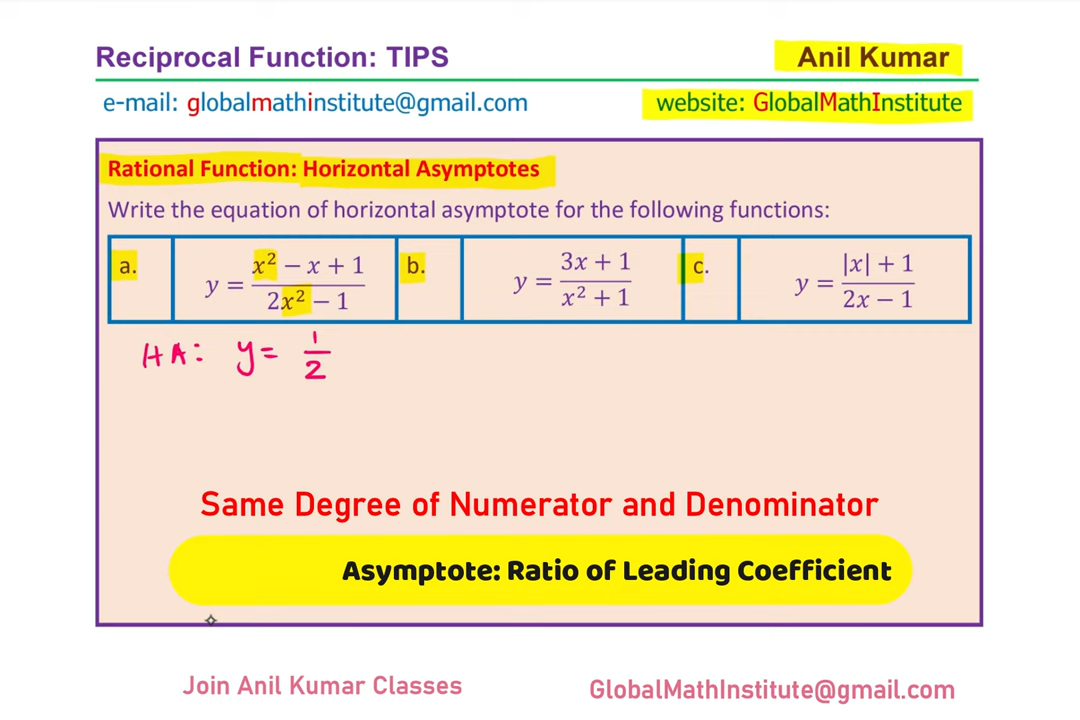 Reciprocal Function: TIPS
Anil Kumar
e-mail: globalmathinstitute@gmail.com
website: GlobalMathInstitute
Rational Function: Horizontal Asymptotes
Write the equation of horizontal asymptote for the following functions:
a. y = (x² − x + 1)/(2x² − 1) b. y = (3x + 1)/(x² + 1) c. y = (|x| + 1)/(2x − 1)
HA: y = 1/2
Same Degree of Numerator and Denominator
Asymptote: Ratio of Leading Coefficient
Join Anil Kumar Classes
GlobalMathInstitute@gmail.com